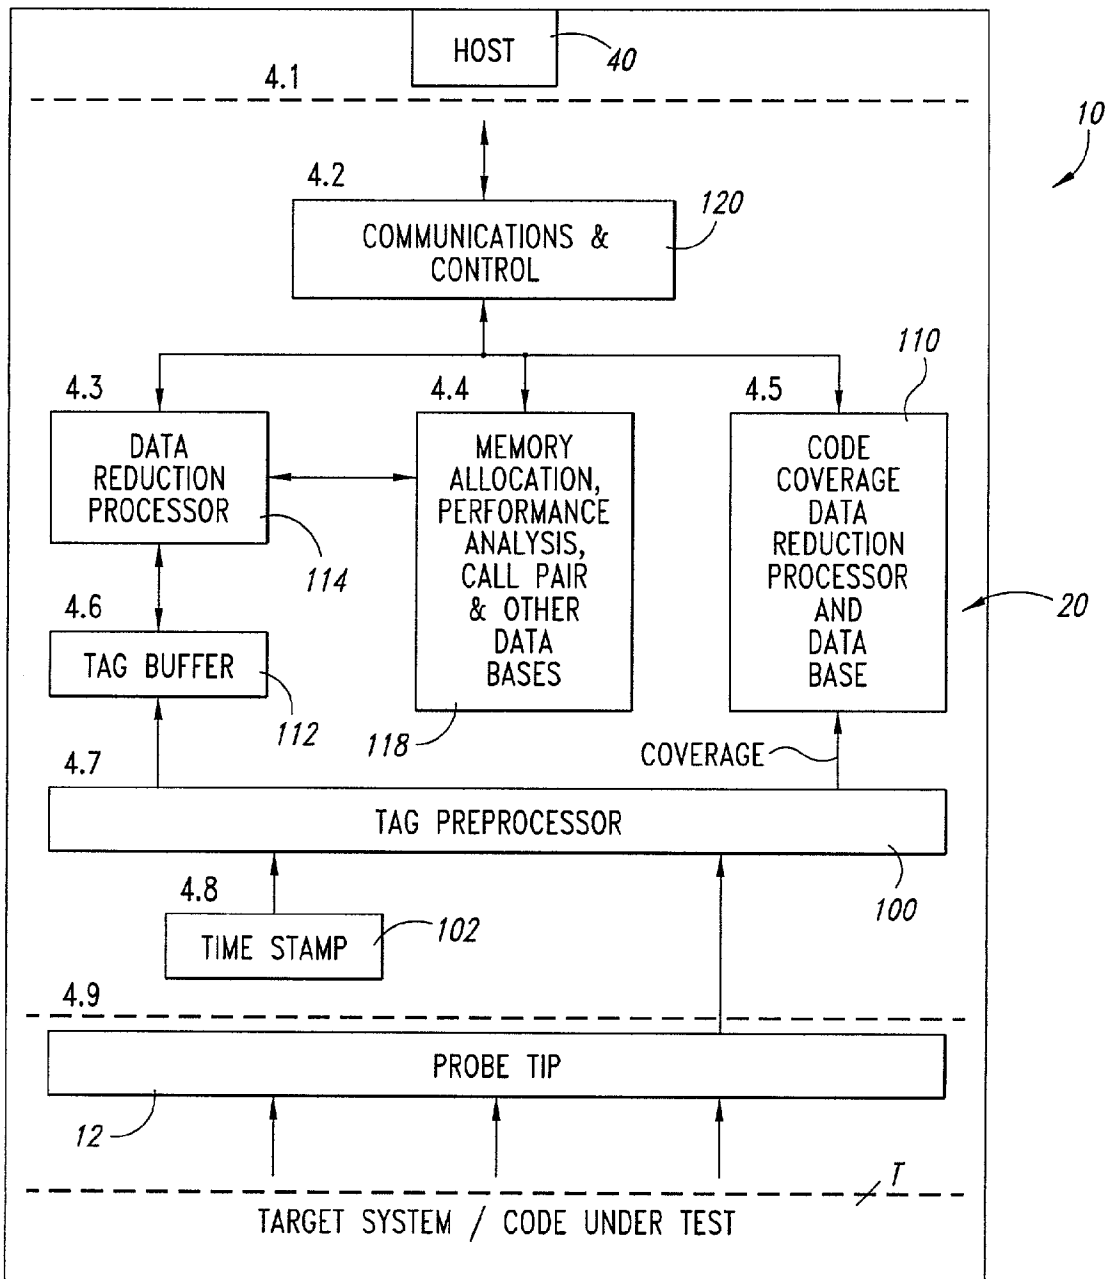 HOST
40
4.1
10
4.2
120
COMMUNICATIONS &
CONTROL
110
4.3
4.4
4.5
DATA
REDUCTION
PROCESSOR
114
MEMORY
ALLOCATION,
PERFORMANCE
ANALYSIS,
CALL PAIR
& OTHER
DATA
BASES
118
CODE
COVERAGE
DATA
REDUCTION
PROCESSOR
AND
DATA
BASE
20
4.6
TAG BUFFER
112
COVERAGE
4.7
TAG PREPROCESSOR
100
4.8
TIME STAMP
102
4.9
PROBE TIP
12
T
TARGET SYSTEM / CODE UNDER TEST